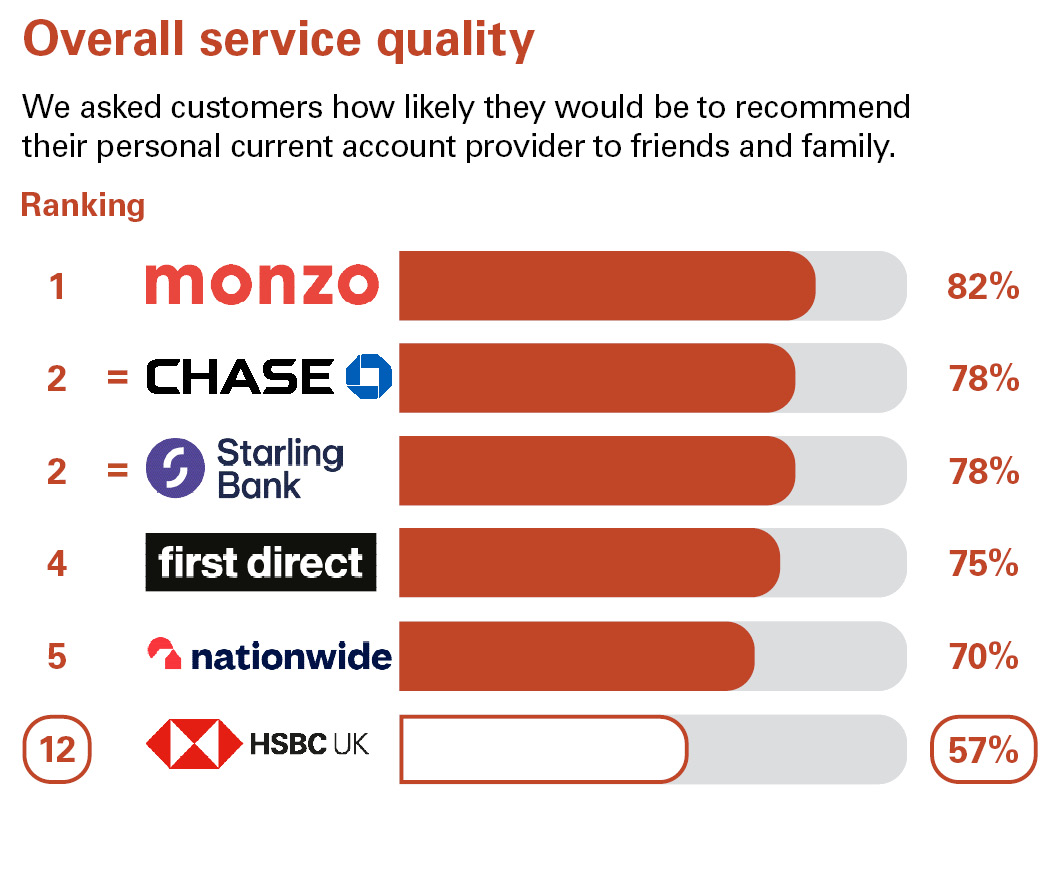 Overall service quality
We asked customers how likely they would be to recommend
their personal current account provider to friends and family.
Ranking
1 monzo 82%
2 = CHASE 78%
2 = Starling Bank 78%
4 first direct 75%
5 nationwide 70%
12 HSBC UK 57%